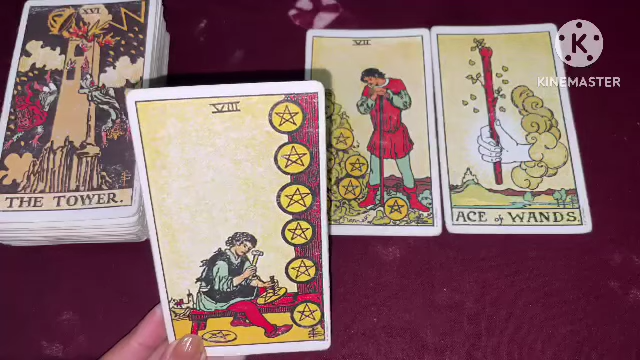 XVI
THE TOWER.
VIII
VII
ACE of WANDS.
K
KINEMASTER